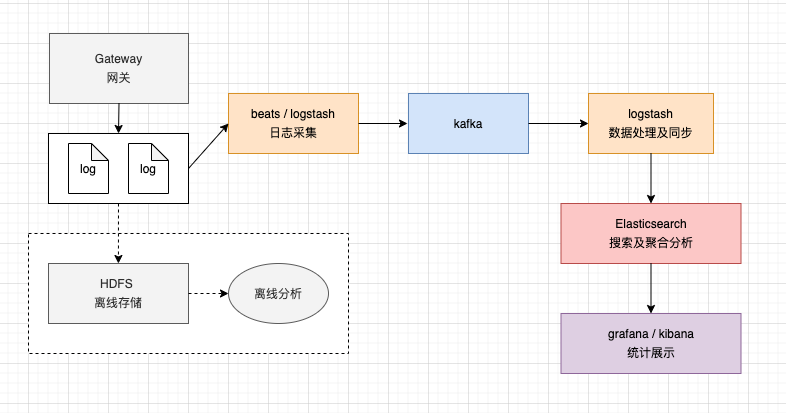 Gateway
网关
log
log
beats / logstash
日志采集
kafka
logstash
数据处理及同步
Elasticsearch
搜索及聚合分析
HDFS
离线存储
离线分析
grafana / kibana
统计展示